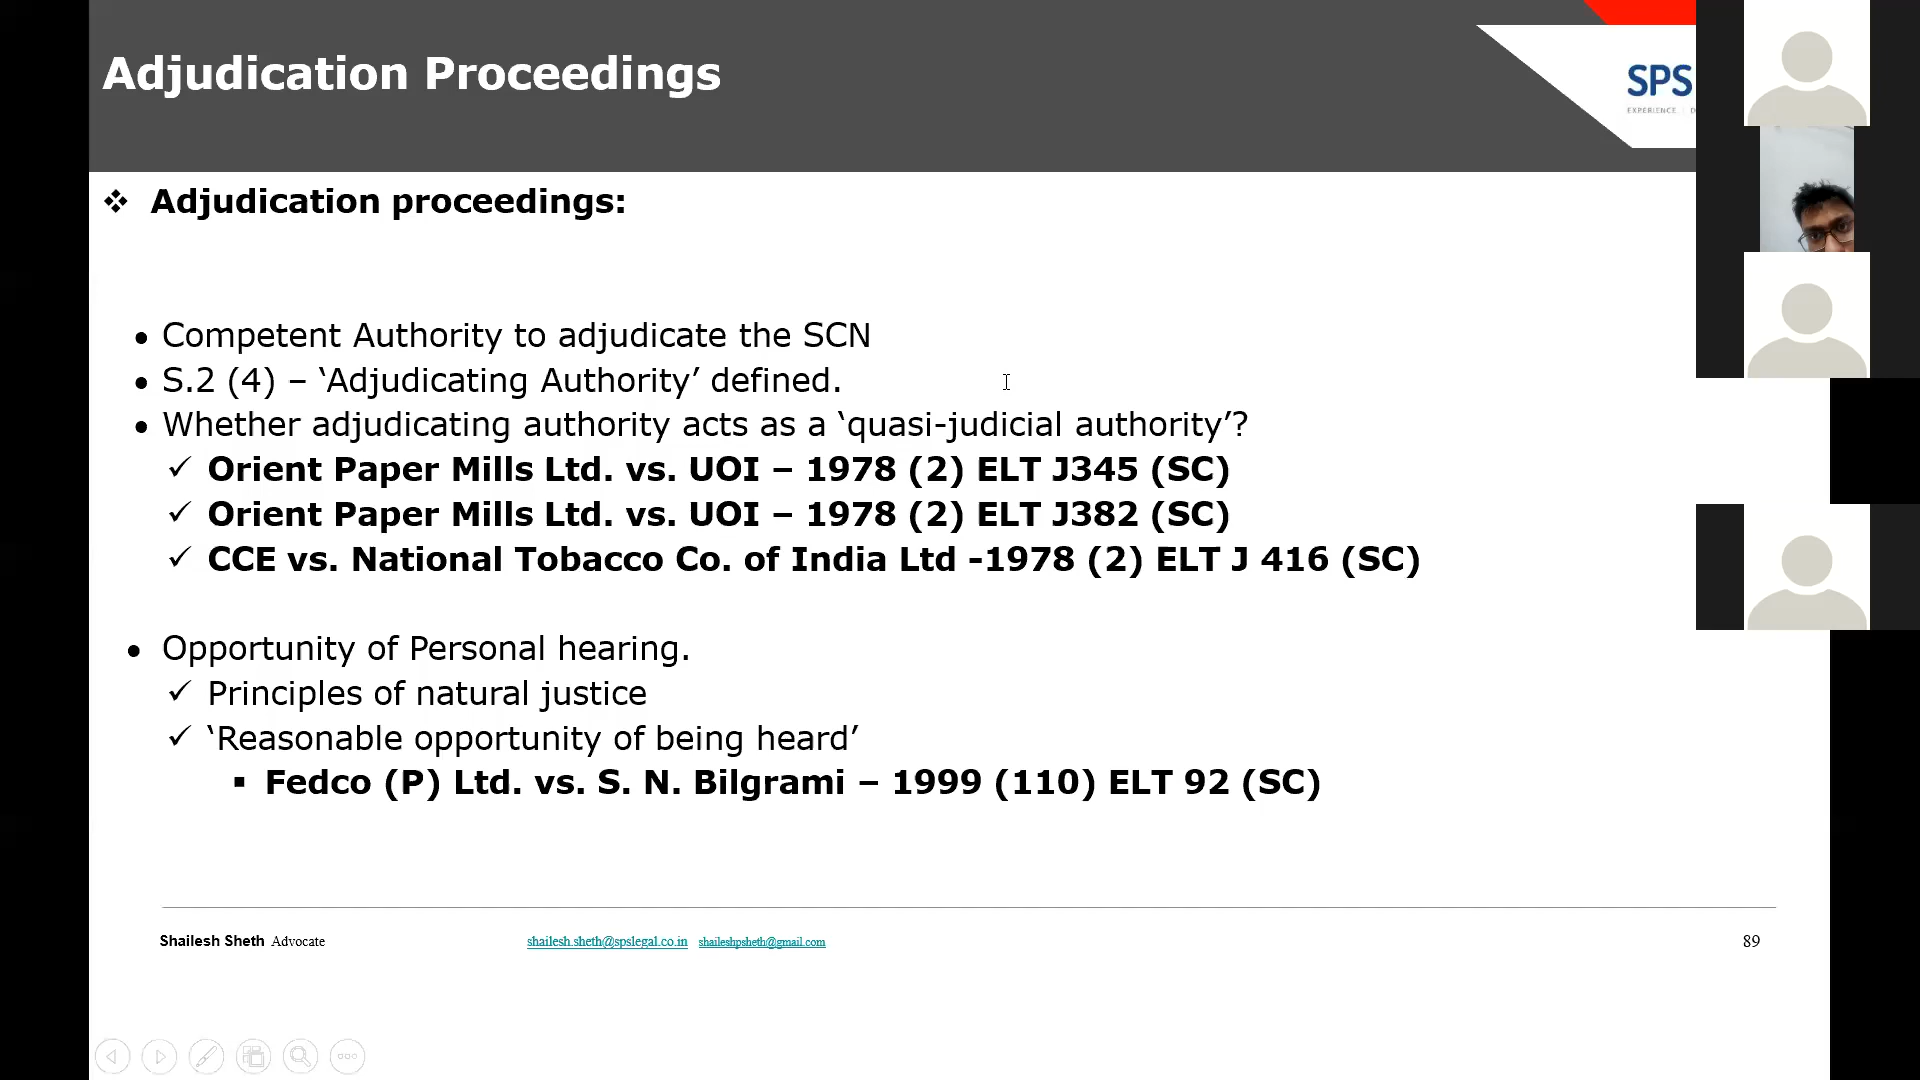 Adjudication Proceedings
SPS
EXPERIENCE
Adjudication proceedings:
Competent Authority to adjudicate the SCN
S.2 (4) – ‘Adjudicating Authority’ defined.
Whether adjudicating authority acts as a ‘quasi-judicial authority’?
Orient Paper Mills Ltd. vs. UOI – 1978 (2) ELT J345 (SC)
Orient Paper Mills Ltd. vs. UOI – 1978 (2) ELT J382 (SC)
CCE vs. National Tobacco Co. of India Ltd -1978 (2) ELT J 416 (SC)
Opportunity of Personal hearing.
Principles of natural justice
‘Reasonable opportunity of being heard’
Fedco (P) Ltd. vs. S. N. Bilgrami – 1999 (110) ELT 92 (SC)
Shailesh Sheth Advocate shailesh.sheth@spslegal.co.in shaileshpsheth@gmail.com 89